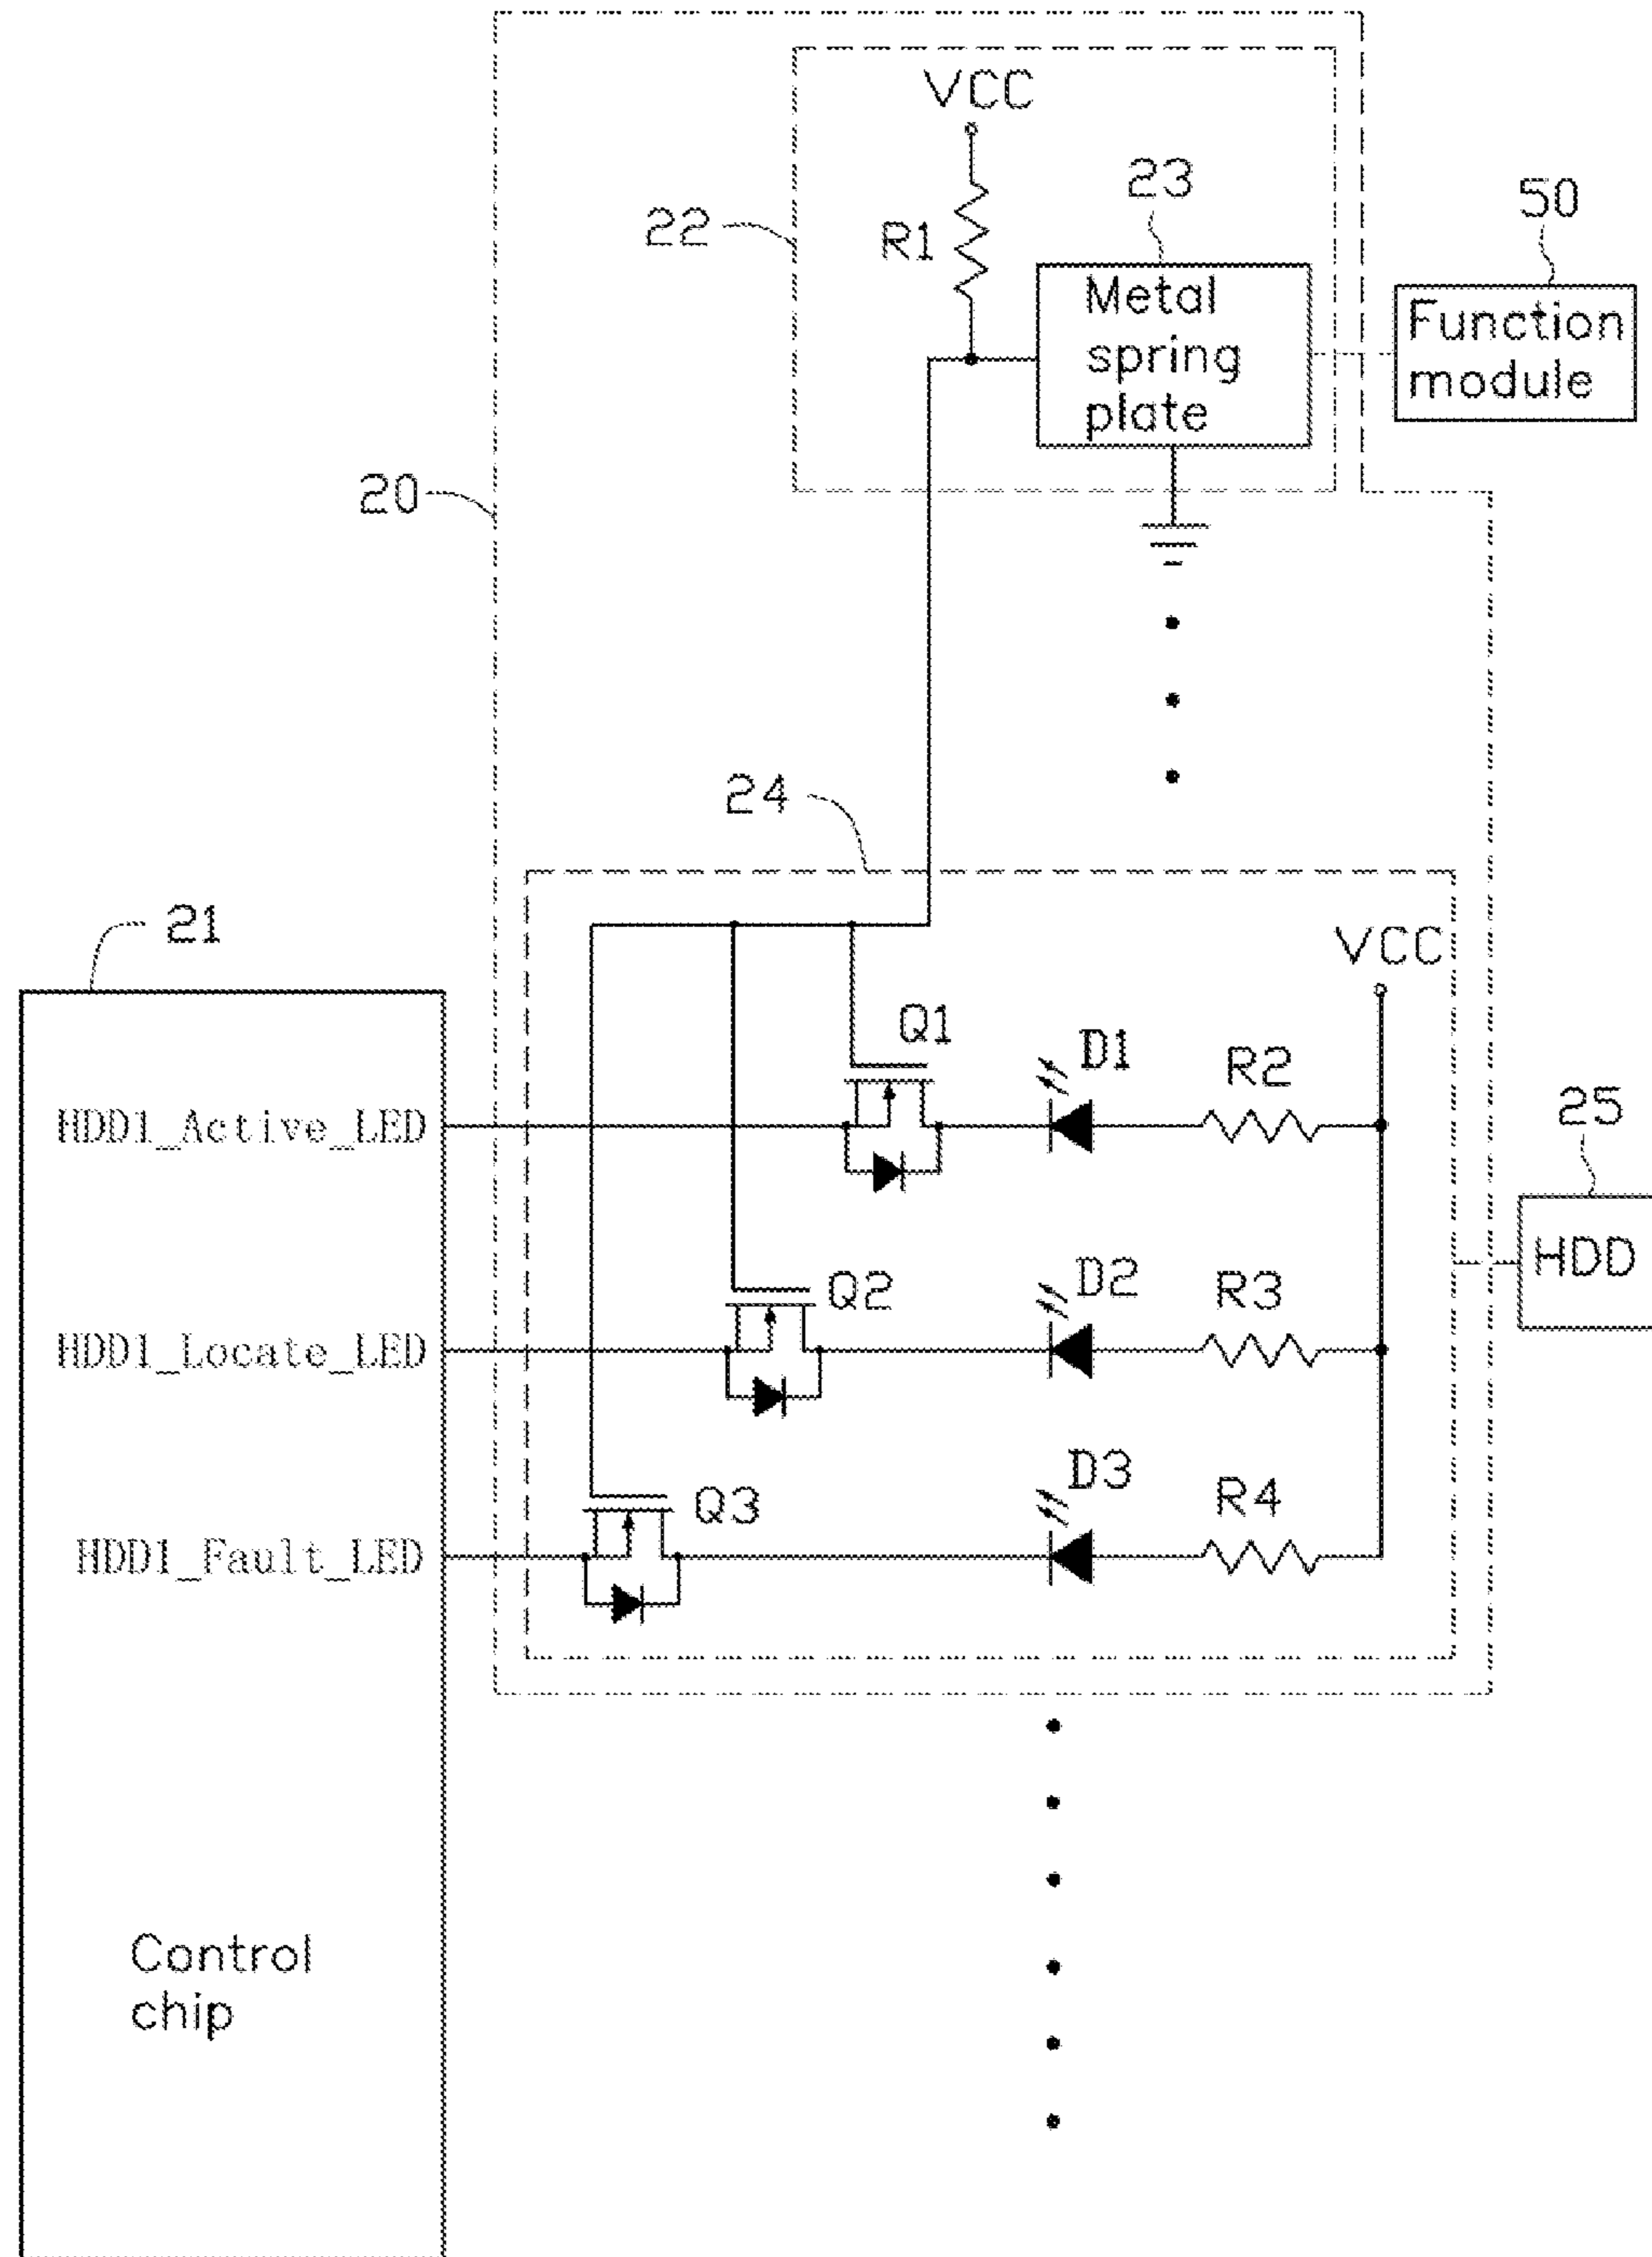 VCC
23
50
22
R1
Metal
spring
plate
Function
module
20
24
21
VCC
Q1
D1
R2
HDD1_Active_LED
25
HDD
Q2
D2
R3
HDD1_Locate_LED
D3
Q3
R4
HDD1_Fault_LED
Control
chip